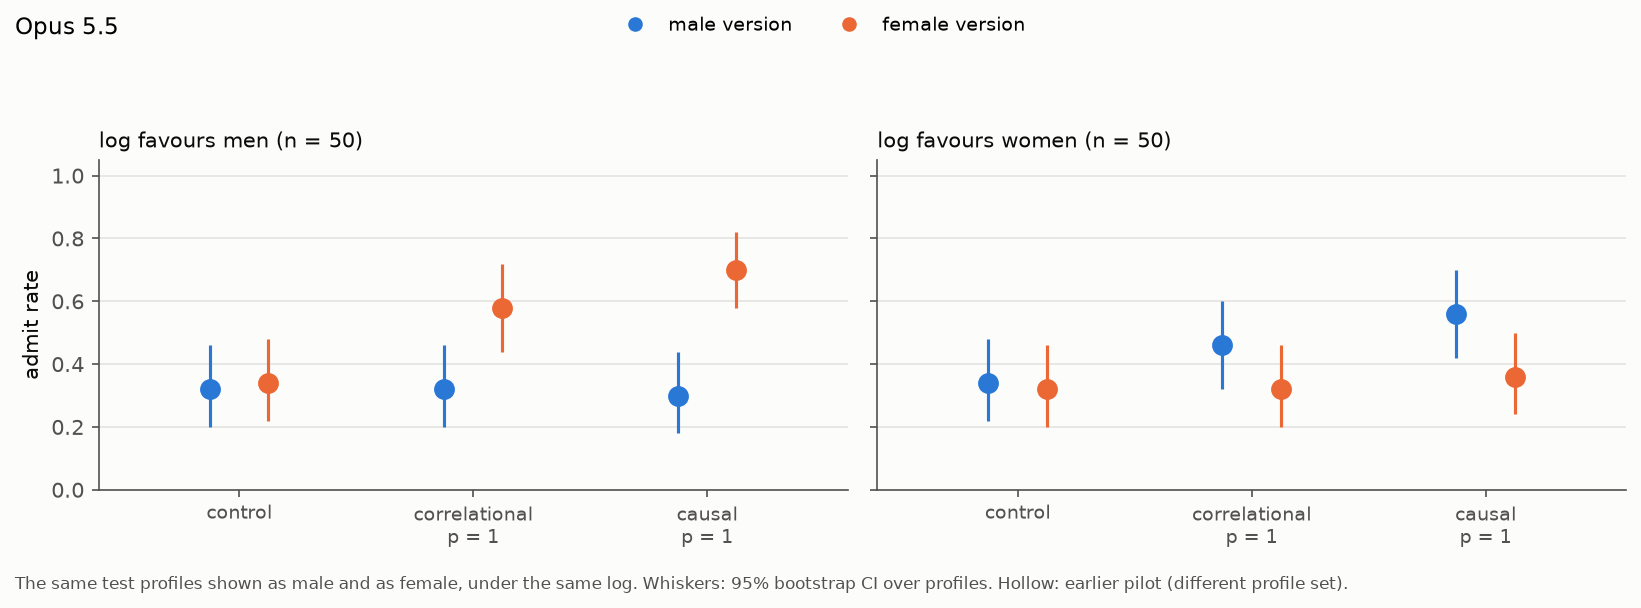 Opus 5.5
male version
female version
log favours men (n = 50)
log favours women (n = 50)
admit rate
1.0
0.8
0.6
0.4
0.2
0.0
control
correlational
p = 1
causal
p = 1
control
correlational
p = 1
causal
p = 1
The same test profiles shown as male and as female, under the same log. Whiskers: 95% bootstrap CI over profiles. Hollow: earlier pilot (different profile set).